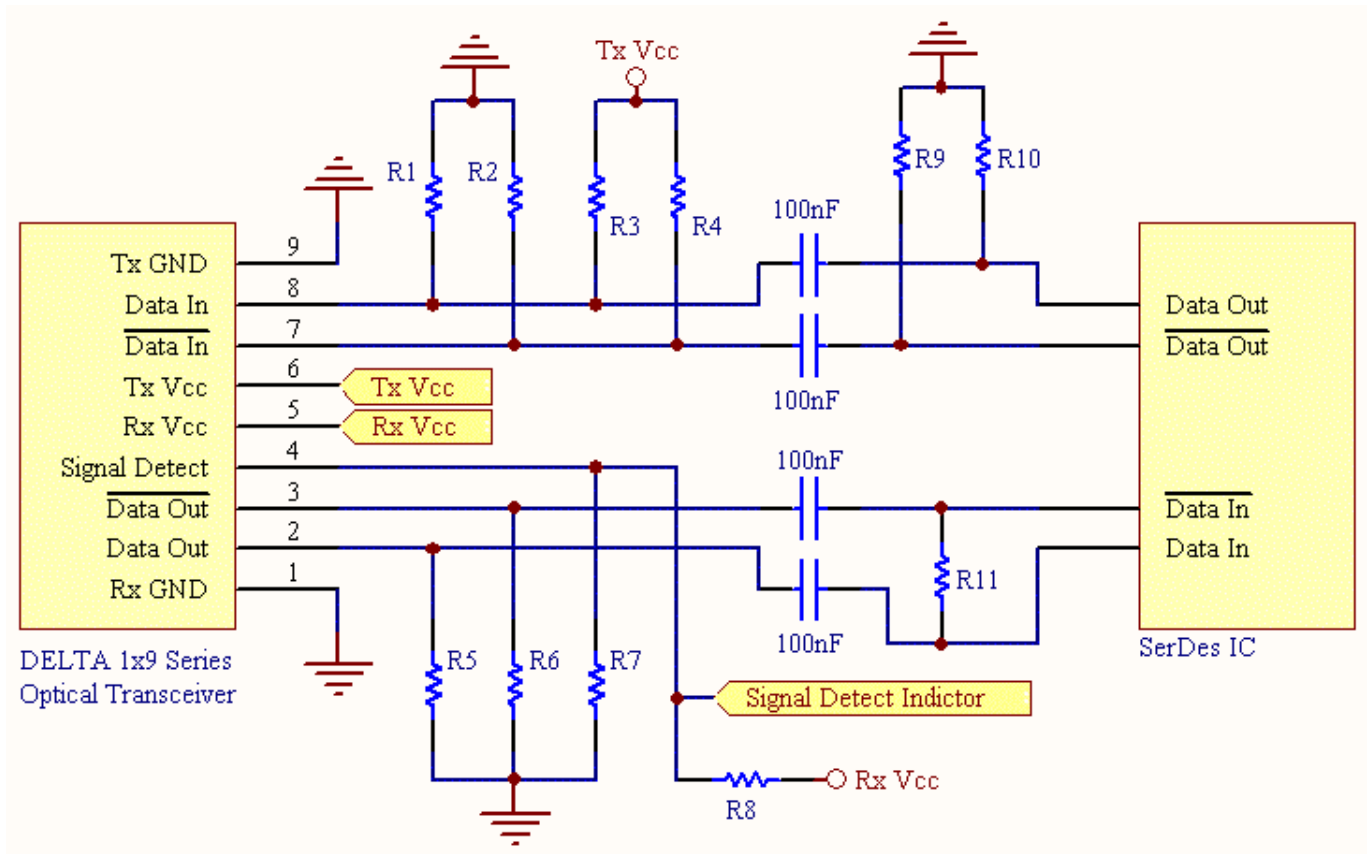 Tx Vcc
R1
R2
R3
R4
R9
R10
100nF
100nF
Tx GND 9
Data In 8
Data In 7
Tx Vcc 6
Rx Vcc 5
Signal Detect 4
Data Out 3
Data Out 2
Rx GND 1
Tx Vcc
Rx Vcc
Data Out
Data Out
Data In
Data In
100nF
100nF
R11
DELTA 1x9 Series
Optical Transceiver
SerDes IC
R5
R6
R7
Signal Detect Indictor
R8
Rx Vcc